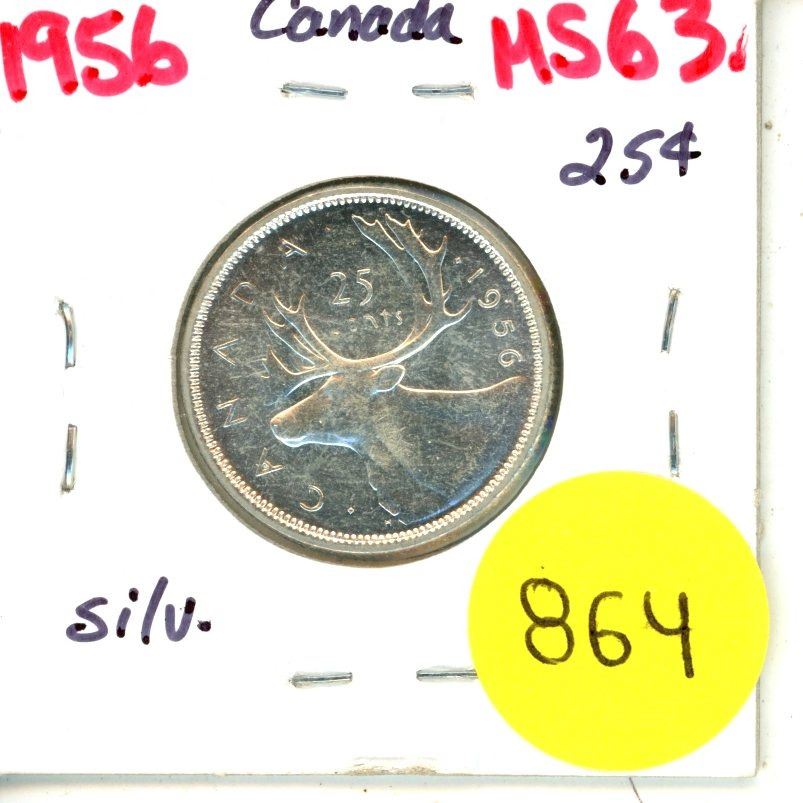 1956 Canada MS63.
25¢
CANADA · 1956
25
cents
silv.
864